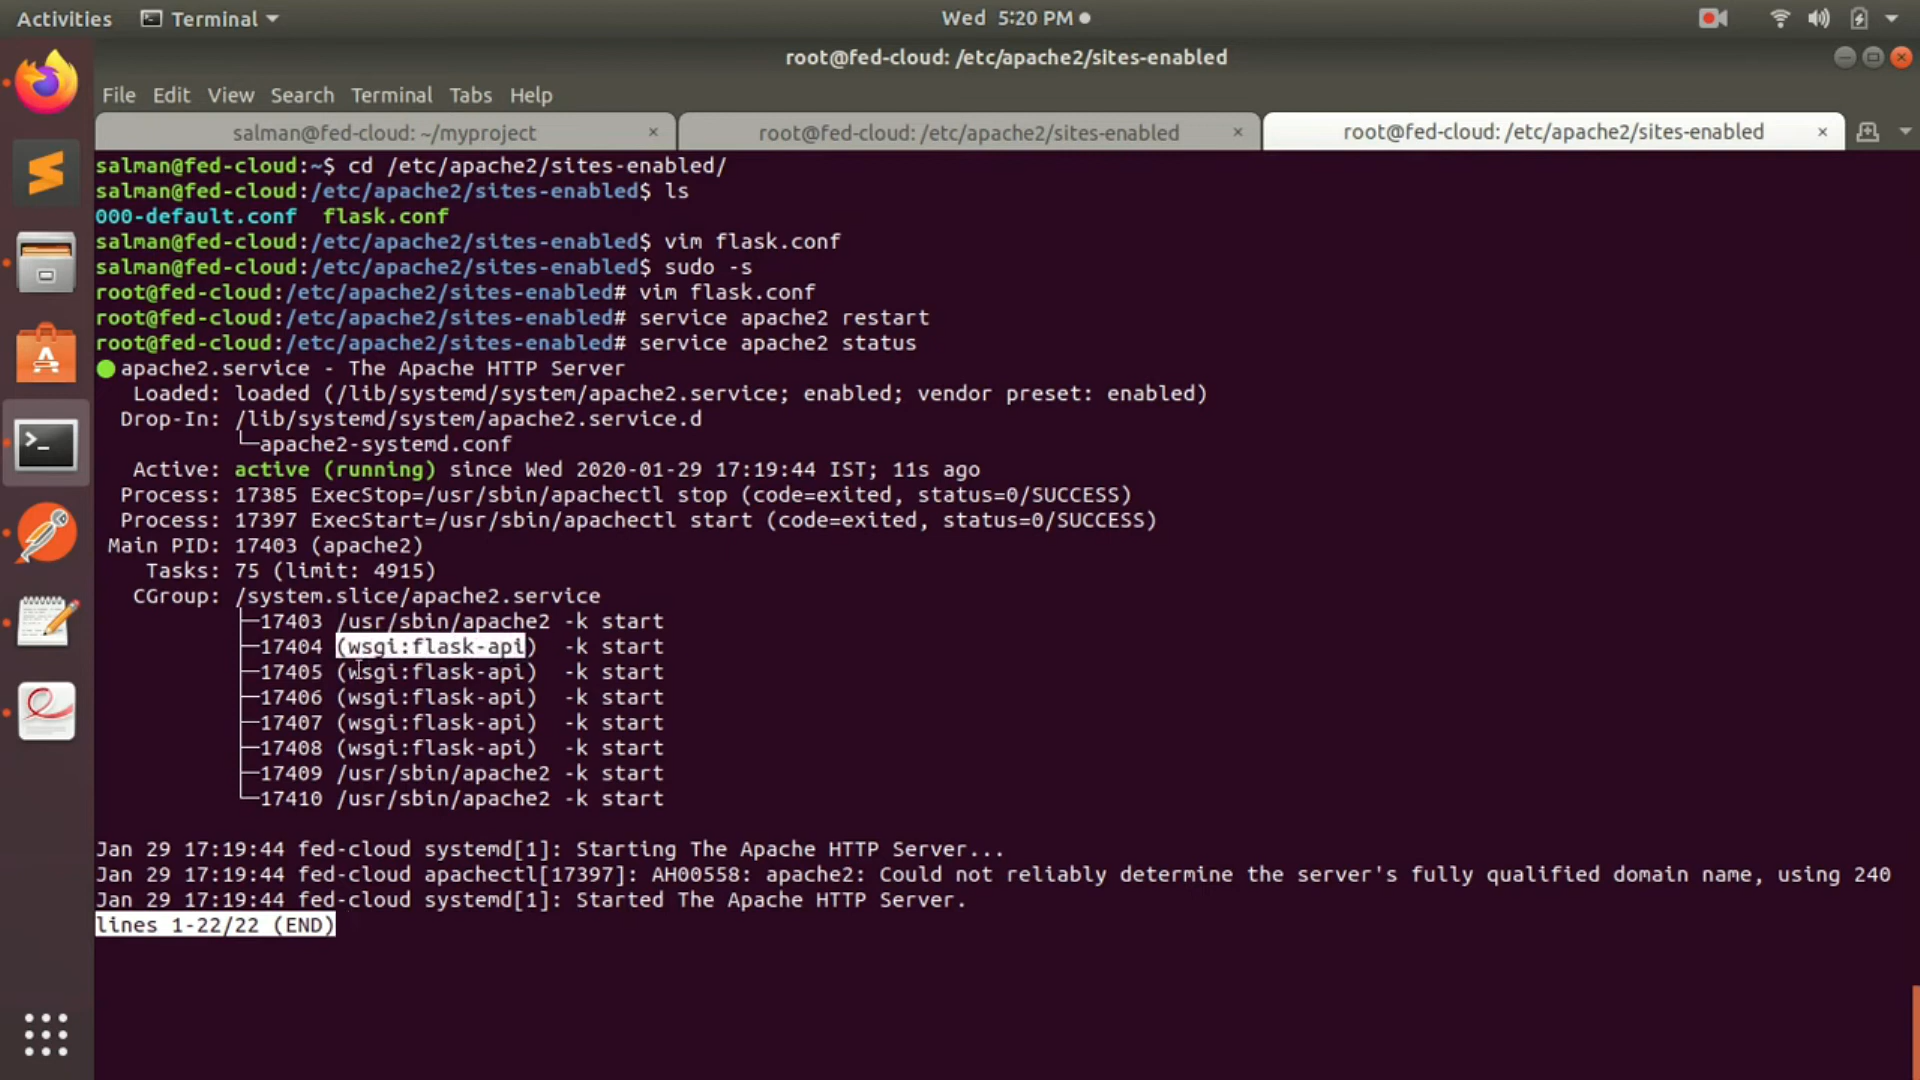 Activities Terminal Wed 5:20 PM
root@fed-cloud: /etc/apache2/sites-enabled
File Edit View Search Terminal Tabs Help
salman@fed-cloud: ~/myproject × root@fed-cloud: /etc/apache2/sites-enabled × root@fed-cloud: /etc/apache2/sites-enabled ×
salman@fed-cloud:~$ cd /etc/apache2/sites-enabled/
salman@fed-cloud:/etc/apache2/sites-enabled$ ls
000-default.conf flask.conf
salman@fed-cloud:/etc/apache2/sites-enabled$ vim flask.conf
salman@fed-cloud:/etc/apache2/sites-enabled$ sudo -s
root@fed-cloud:/etc/apache2/sites-enabled# vim flask.conf
root@fed-cloud:/etc/apache2/sites-enabled# service apache2 restart
root@fed-cloud:/etc/apache2/sites-enabled# service apache2 status
● apache2.service - The Apache HTTP Server
Loaded: loaded (/lib/systemd/system/apache2.service; enabled; vendor preset: enabled)
Drop-In: /lib/systemd/system/apache2.service.d
└─apache2-systemd.conf
Active: active (running) since Wed 2020-01-29 17:19:44 IST; 11s ago
Process: 17385 ExecStop=/usr/sbin/apachectl stop (code=exited, status=0/SUCCESS)
Process: 17397 ExecStart=/usr/sbin/apachectl start (code=exited, status=0/SUCCESS)
Main PID: 17403 (apache2)
Tasks: 75 (limit: 4915)
CGroup: /system.slice/apache2.service
├─17403 /usr/sbin/apache2 -k start
├─17404 (wsgi:flask-api) -k start
├─17405 (wsgi:flask-api) -k start
├─17406 (wsgi:flask-api) -k start
├─17407 (wsgi:flask-api) -k start
├─17408 (wsgi:flask-api) -k start
├─17409 /usr/sbin/apache2 -k start
└─17410 /usr/sbin/apache2 -k start
Jan 29 17:19:44 fed-cloud systemd[1]: Starting The Apache HTTP Server...
Jan 29 17:19:44 fed-cloud apachectl[17397]: AH00558: apache2: Could not reliably determine the server's fully qualified domain name, using 240
Jan 29 17:19:44 fed-cloud systemd[1]: Started The Apache HTTP Server.
lines 1-22/22 (END)